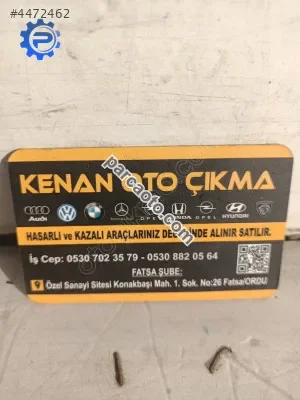 #4472462
KENAN OTO ÇIKMA
Audi
HONDA OPEL HYUNDAI
HASARLI ve KAZALI ARAÇLARINIZ DEĞERİNDE ALINIR SATILIR.
İş Cep: 0530 702 35 79 - 0530 882 05 64
FATSA ŞUBE:
Özel Sanayi Sitesi Konakbaşı Mah. 1. Sok. No:26 Fatsa/ORDU
parcaoto.com